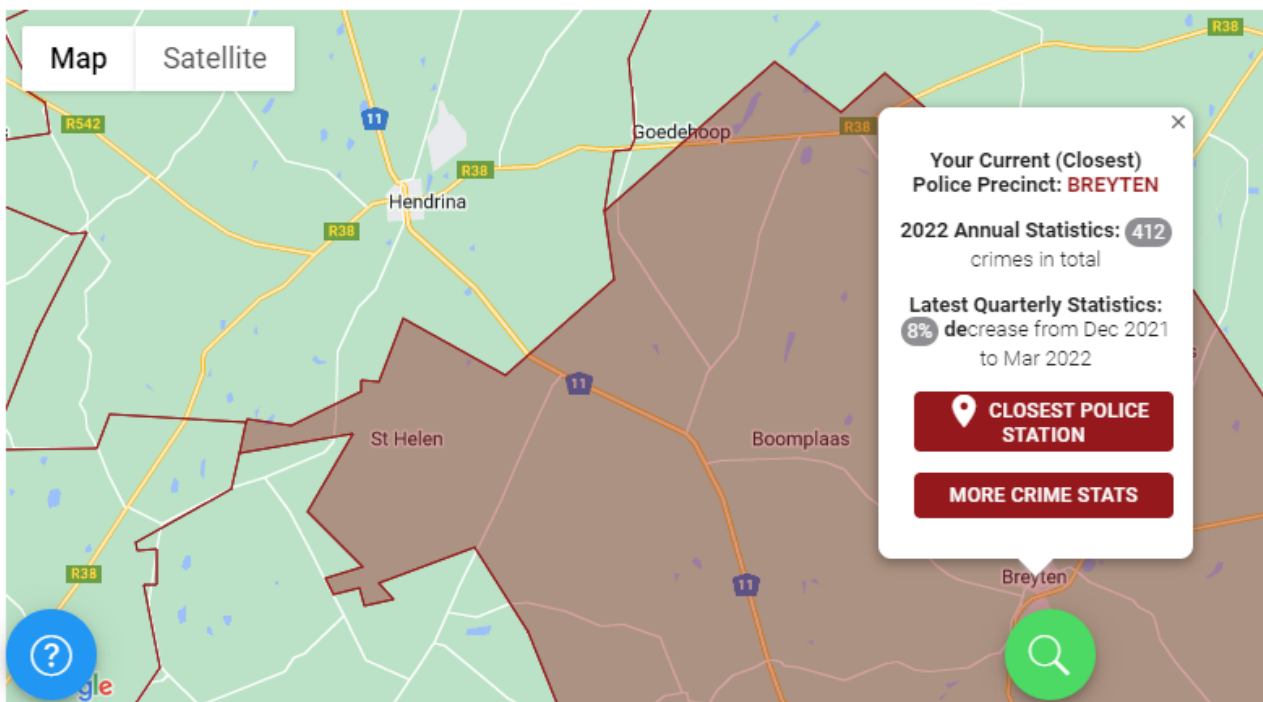 Map Satellite
R38
R542
11
Goedehoop
R38
R38
Hendrina
R38
×
Your Current (Closest)
Police Precinct: BREYTEN
2022 Annual Statistics: 412
crimes in total
Latest Quarterly Statistics:
8% decrease from Dec 2021
to Mar 2022
CLOSEST POLICE
STATION
MORE CRIME STATS
11
St Helen
Boomplaas
R38
11
Breyten
?
gle